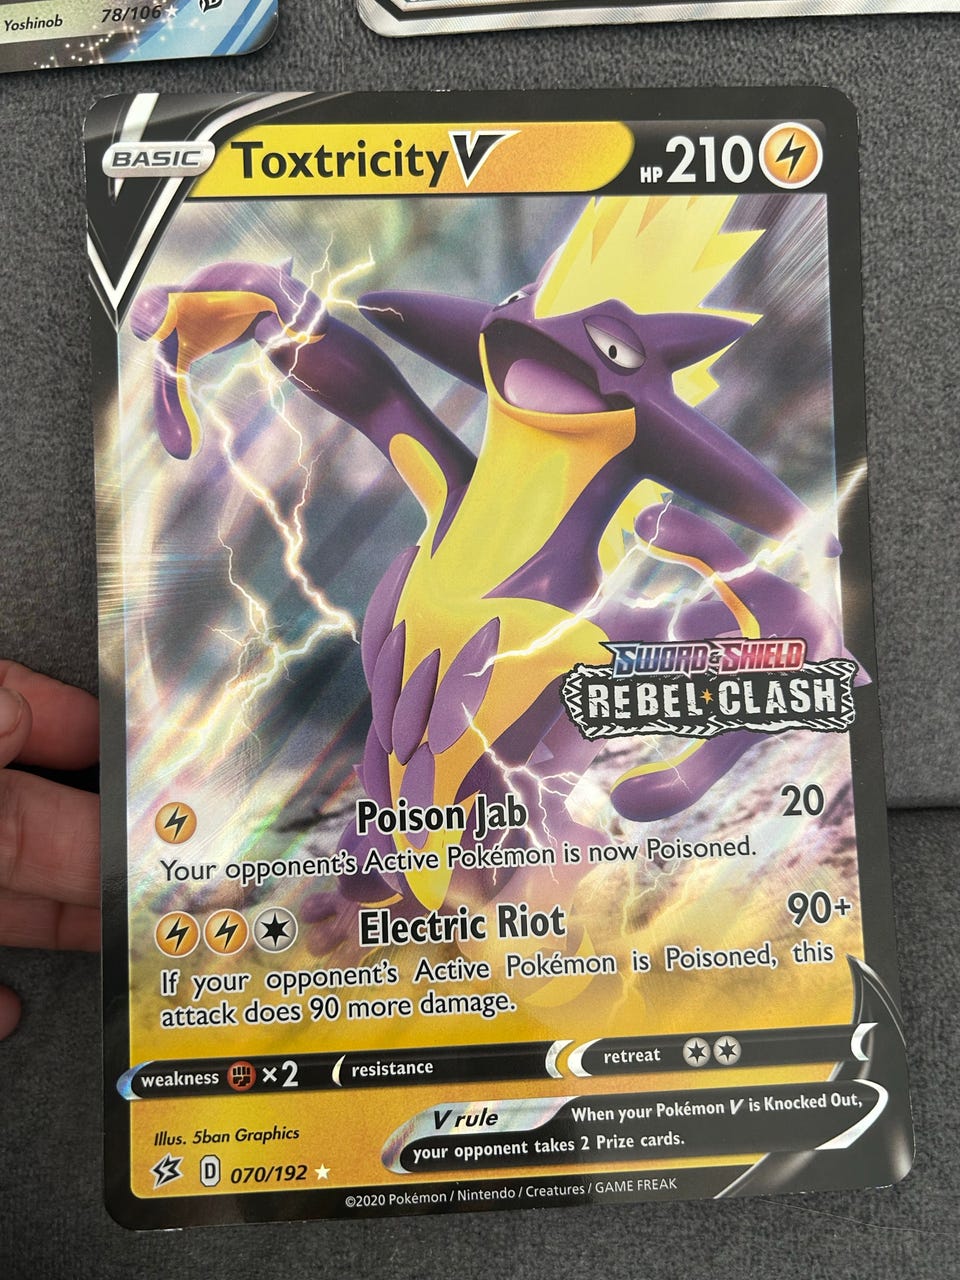 Yoshinob
78/106
BASIC
Toxtricity V
HP 210
SWORD & SHIELD
REBEL CLASH
Poison Jab 20
Your opponent's Active Pokémon is now Poisoned.
Electric Riot 90+
If your opponent's Active Pokémon is Poisoned, this
attack does 90 more damage.
weakness ×2 resistance retreat
V rule When your Pokémon V is Knocked Out,
your opponent takes 2 Prize cards.
Illus. 5ban Graphics
D 070/192
©2020 Pokémon / Nintendo / Creatures / GAME FREAK